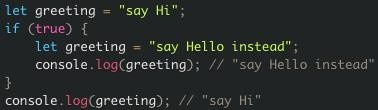 let greeting = "say Hi";
if (true) {
    let greeting = "say Hello instead";
    console.log(greeting); // "say Hello instead"
}
console.log(greeting); // "say Hi"